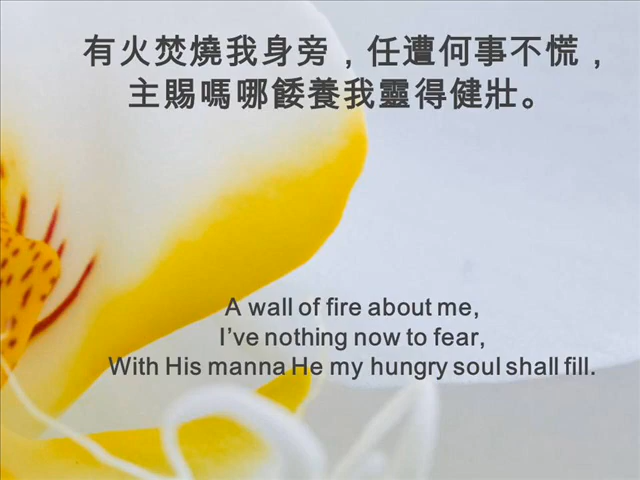 有火焚燒我身旁，任遭何事不慌，
主賜嗎哪餧養我靈得健壯。
A wall of fire about me,
I’ve nothing now to fear,
With His manna He my hungry soul shall fill.